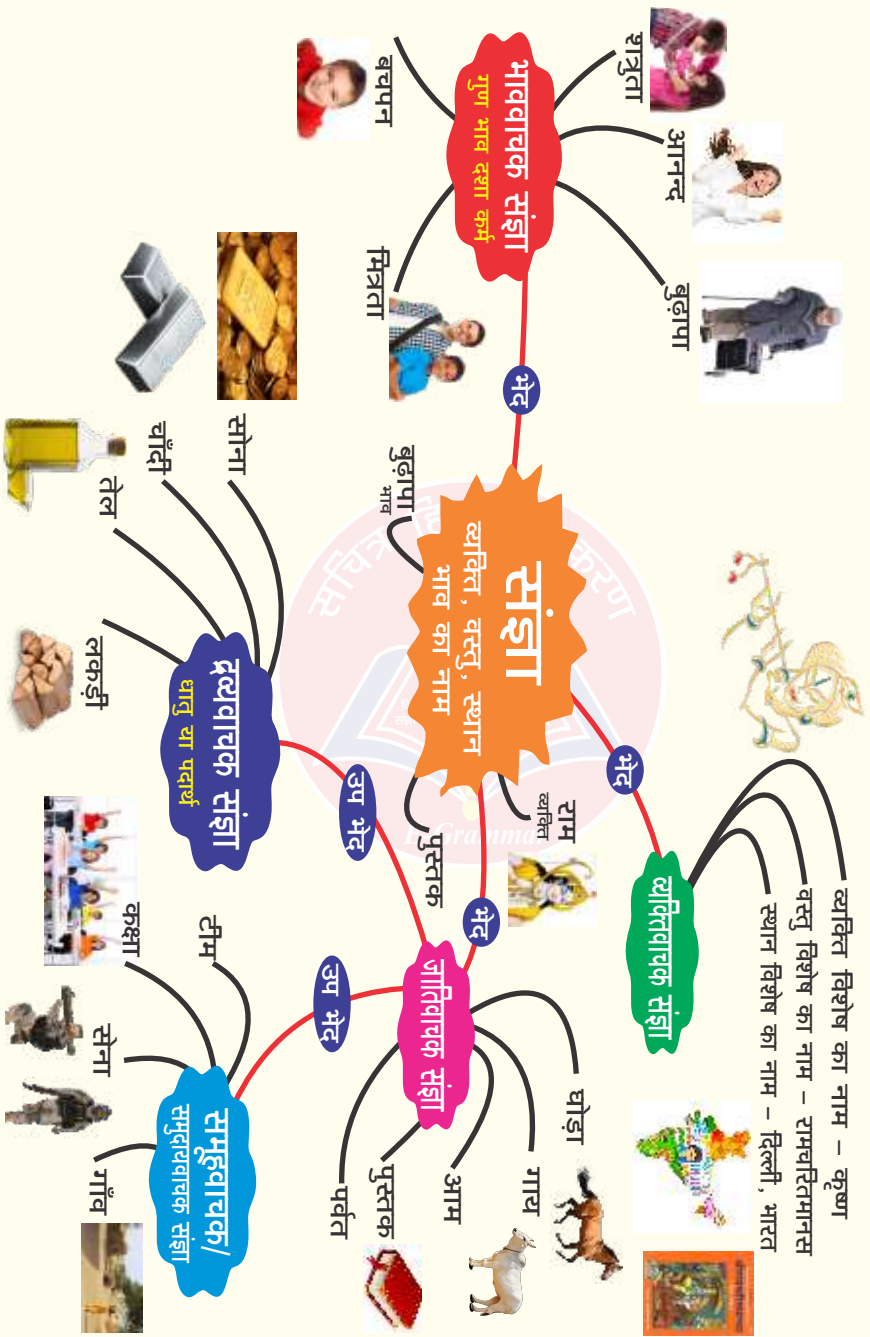 संज्ञा
व्यक्ति, वस्तु, स्थान
भाव का नाम
बुढ़ापा
भाव
राम
व्यक्ति
पुस्तक
भेद
व्यक्तिवाचक संज्ञा
व्यक्ति विशेष का नाम – कृष्ण
वस्तु विशेष का नाम – रामचरितमानस
स्थान विशेष का नाम – दिल्ली, भारत
भेद
भाववाचक संज्ञा
गुण भाव दशा कर्म
शत्रुता
आनन्द
बुढ़ापा
बचपन
मित्रता
भेद
जातिवाचक संज्ञा
घोड़ा
गाय
आम
पुस्तक
पर्वत
उप भेद
द्रव्यवाचक संज्ञा
धातु या पदार्थ
सोना
चाँदी
तेल
लकड़ी
उप भेद
समूहवाचक/
समुदायवाचक संज्ञा
टीम
कक्षा
सेना
गाँव